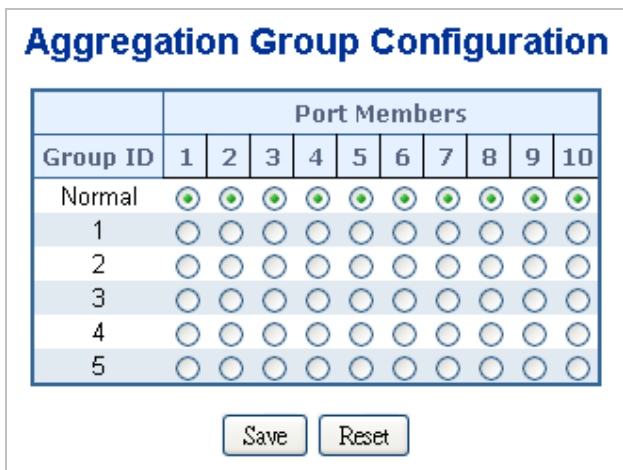 Aggregation Group Configuration
Port Members
Group ID 1 2 3 4 5 6 7 8 9 10
Normal
1
2
3
4
5
Save Reset